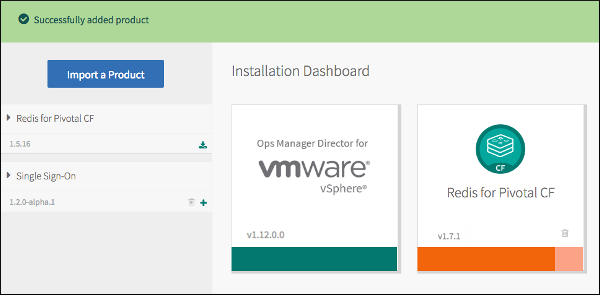 Successfully added product
Import a Product
Redis for Pivotal CF
1.5.16
Single Sign-On
1.2.0-alpha.1
Installation Dashboard
Ops Manager Director for
vmware®
vSphere®
v1.12.0.0
CF
Redis for Pivotal CF
v1.7.1